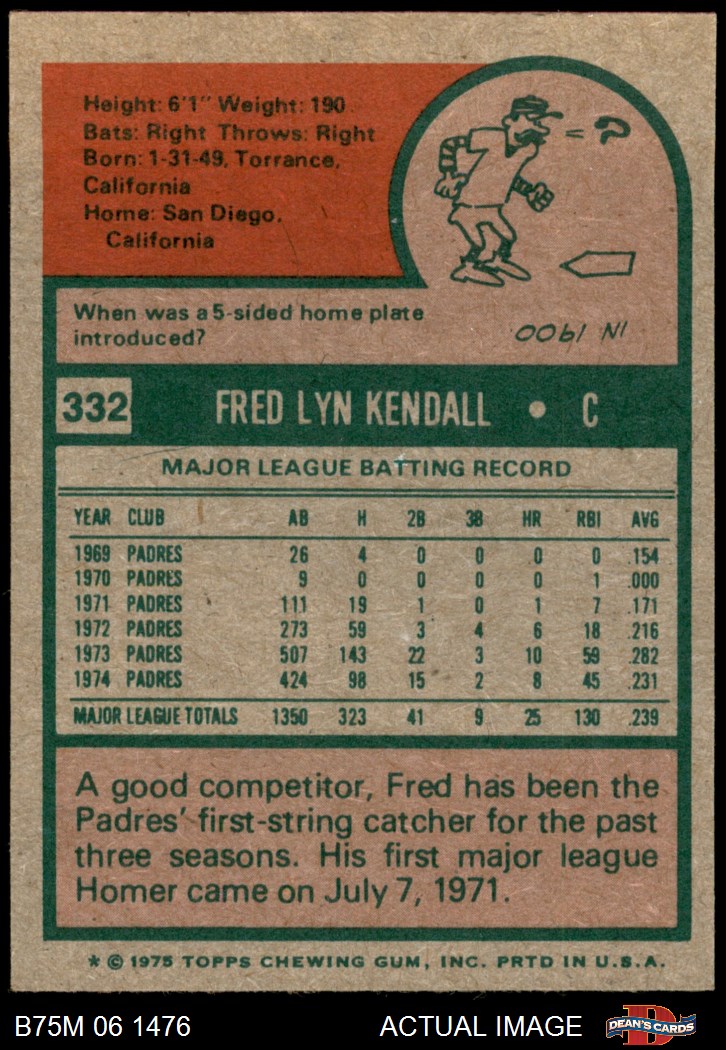 Height: 6'1" Weight: 190
Bats: Right Throws: Right
Born: 1-31-49, Torrance,
California
Home: San Diego,
California
When was a 5-sided home plate
introduced?
IN 1900
332 FRED LYN KENDALL • C
MAJOR LEAGUE BATTING RECORD
YEAR CLUB AB H 2B 3B HR RBI AVG
1969 PADRES 26 4 0 0 0 0 .154
1970 PADRES 9 0 0 0 0 1 .000
1971 PADRES 111 19 1 0 1 7 .171
1972 PADRES 273 59 3 4 6 18 .216
1973 PADRES 507 143 22 3 10 59 .282
1974 PADRES 424 98 15 2 8 45 .231
MAJOR LEAGUE TOTALS 1350 323 41 9 25 130 .239
A good competitor, Fred has been the
Padres' first-string catcher for the past
three seasons. His first major league
Homer came on July 7, 1971.
* © 1975 TOPPS CHEWING GUM, INC. PRTD IN U.S.A.
B75M 06 1476 ACTUAL IMAGE D DEAN'S CARDS